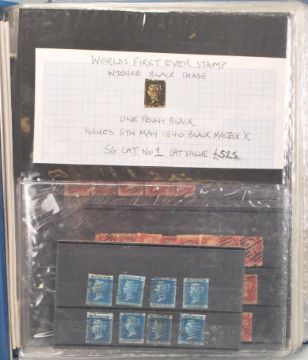 WORLDS FIRST EVER STAMP
INTENSE BLACK SHADE
ONE PENNY BLACK
ISSUED 6TH MAY 1840 BLACK MALTESE X
SG CAT NO 1 CAT VALUE £525